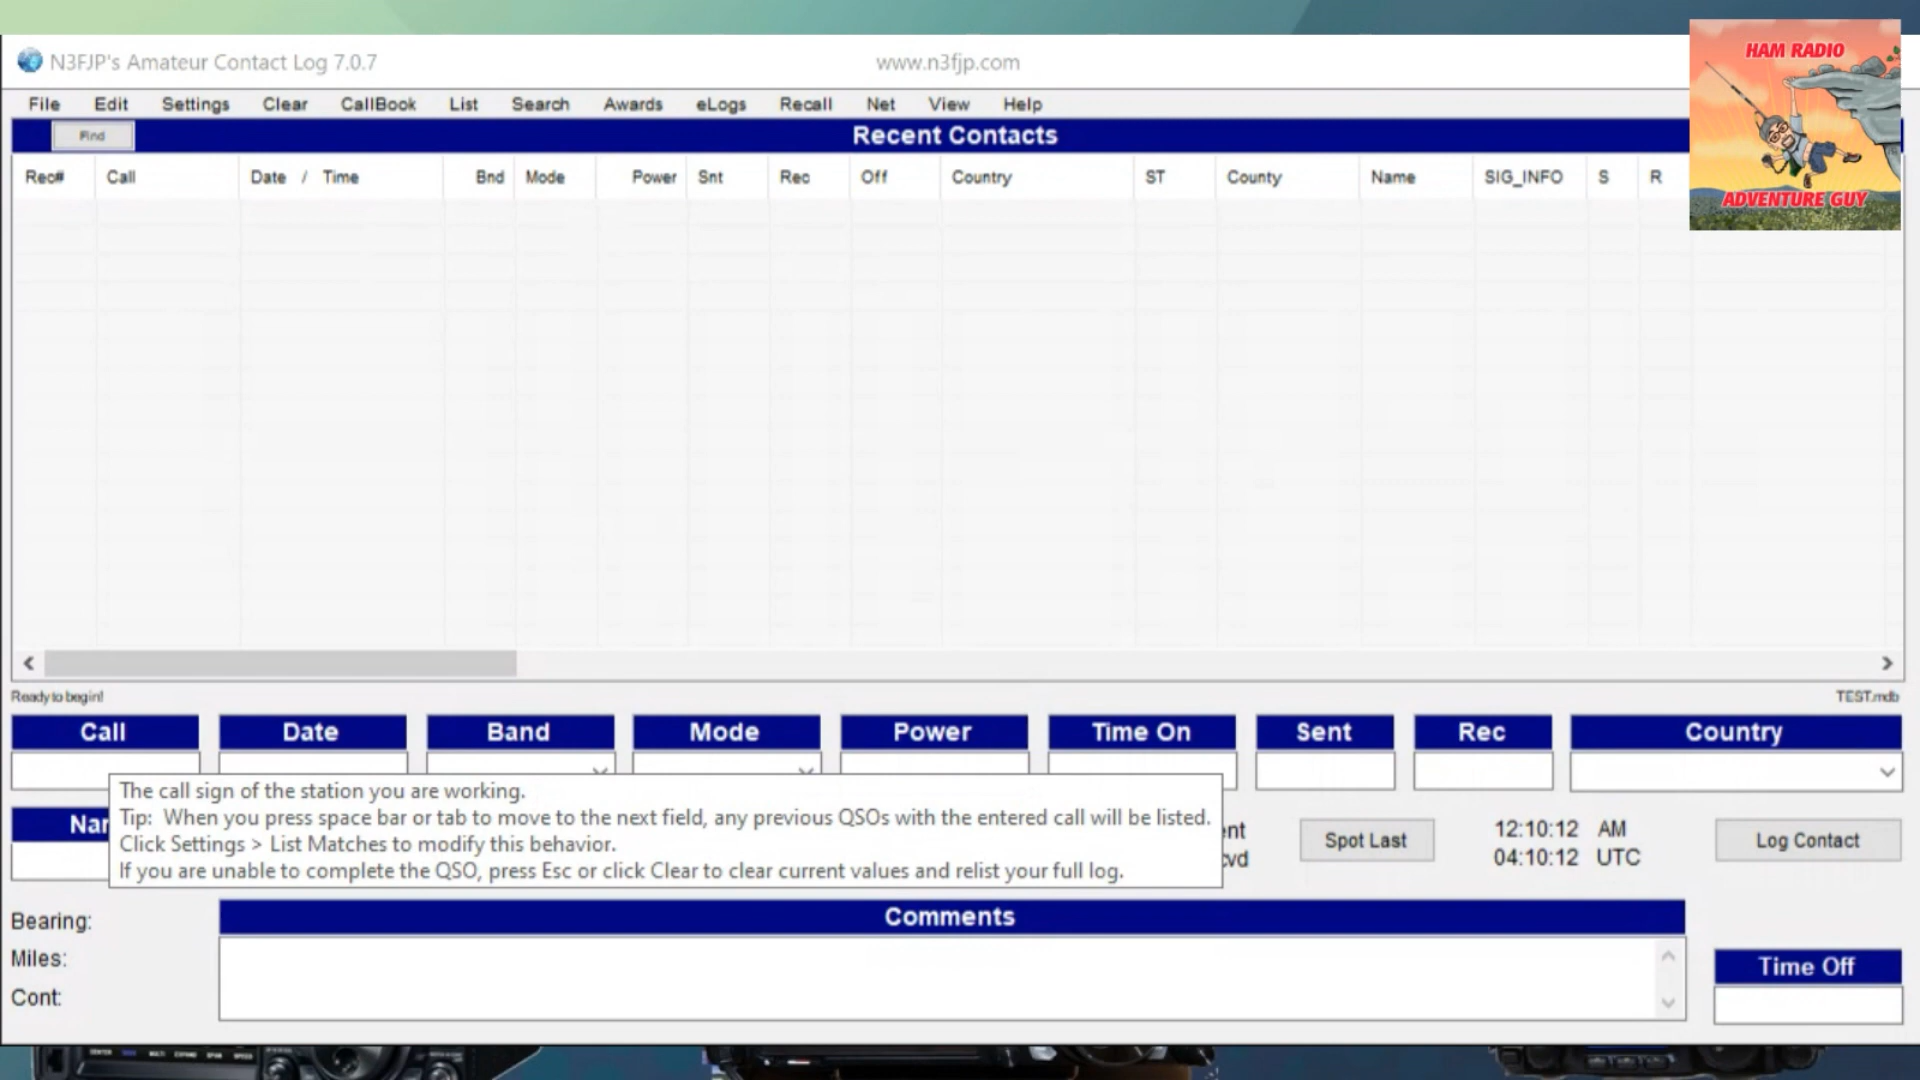 N3FJP's Amateur Contact Log 7.0.7
www.n3fjp.com
HAM RADIO
ADVENTURE GUY
File Edit Settings Clear CallBook List Search Awards eLogs Recall Net View Help
Find
Recent Contacts
Rec# Call Date / Time Bnd Mode Power Snt Rec Off Country ST County Name SIG_INFO S R
Ready to begin!
TEST.mdb
Call Date Band Mode Power Time On Sent Rec Country
The call sign of the station you are working.
Tip: When you press space bar or tab to move to the next field, any previous QSOs with the entered call will be listed.
Click Settings > List Matches to modify this behavior.
If you are unable to complete the QSO, press Esc or click Clear to clear current values and relist your full log.
Spot Last
12:10:12 AM
04:10:12 UTC
Log Contact
Bearing:
Miles:
Cont:
Comments
Time Off